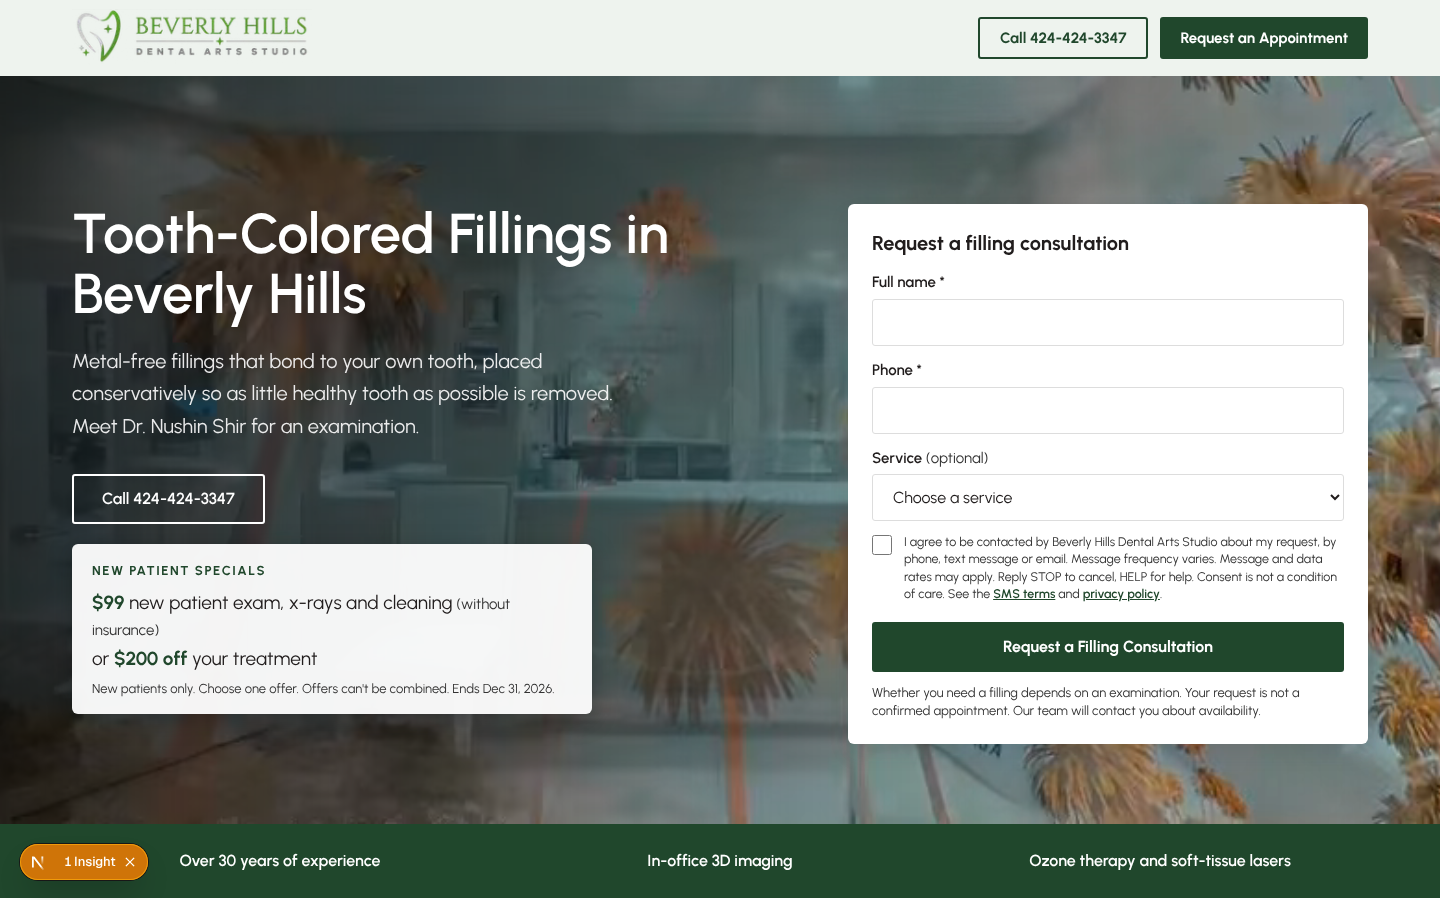 BEVERLY HILLS
DENTAL ARTS STUDIO
Call 424-424-3347
Request an Appointment
Tooth-Colored Fillings in
Beverly Hills
Metal-free fillings that bond to your own tooth, placed
conservatively so as little healthy tooth as possible is removed.
Meet Dr. Nushin Shir for an examination.
Call 424-424-3347
NEW PATIENT SPECIALS
$99 new patient exam, x-rays and cleaning (without
insurance)
or $200 off your treatment
New patients only. Choose one offer. Offers can't be combined. Ends Dec 31, 2026.
Request a filling consultation
Full name *
Phone *
Service (optional)
Choose a service
I agree to be contacted by Beverly Hills Dental Arts Studio about my request, by
phone, text message or email. Message frequency varies. Message and data
rates may apply. Reply STOP to cancel, HELP for help. Consent is not a condition
of care. See the SMS terms and privacy policy.
Request a Filling Consultation
Whether you need a filling depends on an examination. Your request is not a
confirmed appointment. Our team will contact you about availability.
N 1 Insight
Over 30 years of experience
In-office 3D imaging
Ozone therapy and soft-tissue lasers